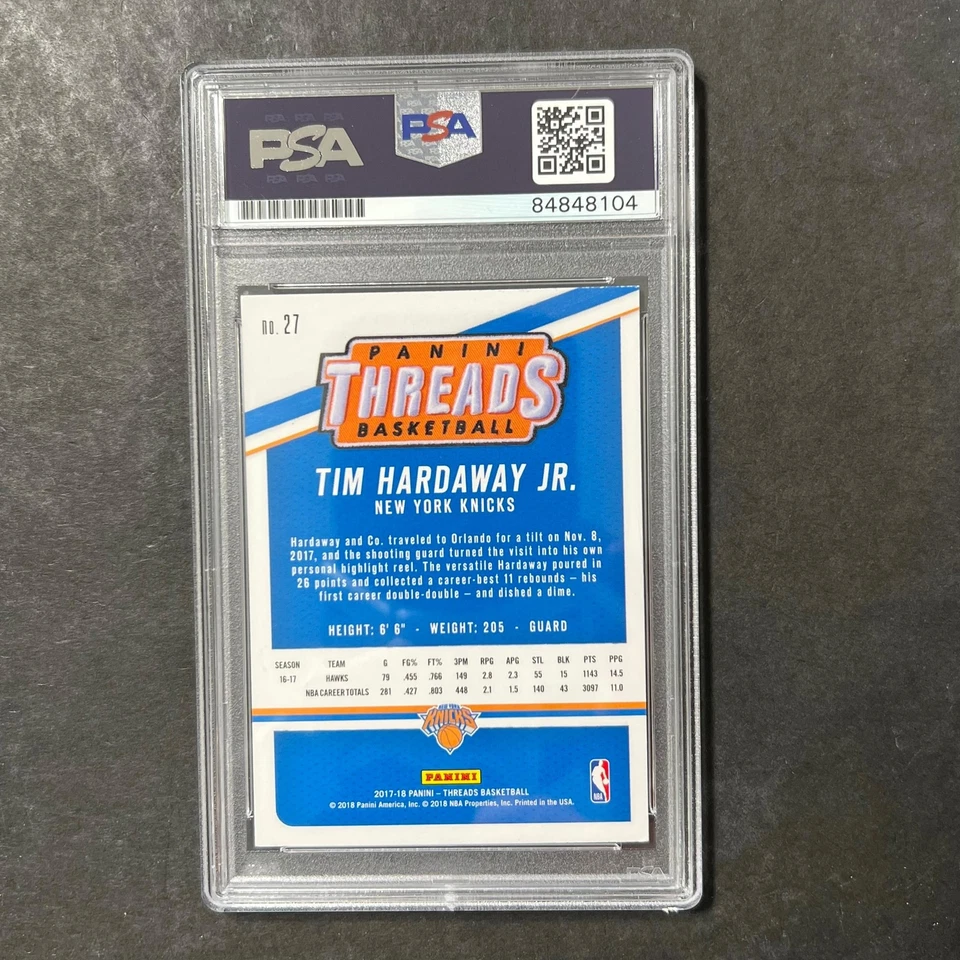 PSA PSA
84848104
no. 27
PANINI
THREADS
BASKETBALL
TIM HARDAWAY JR.
NEW YORK KNICKS
Hardaway and Co. traveled to Orlando for a tilt on Nov. 8,
2017, and the shooting guard turned the visit into his own
personal highlight reel. The versatile Hardaway poured in
26 points and collected a career-best 11 rebounds – his
first career double-double – and dished a dime.
HEIGHT: 6' 6" - WEIGHT: 205 - GUARD
SEASON TEAM G FG% FT% 3PM RPG APG STL BLK PTS PPG
16-17 HAWKS 79 .455 .766 149 2.8 2.3 55 15 1143 14.5
NBA CAREER TOTALS 281 .427 .803 448 2.1 1.5 140 43 3097 11.0
NEW YORK
KNICKS
PANINI
2017-18 PANINI – THREADS BASKETBALL
© 2018 Panini America, Inc. © 2018 NBA Properties, Inc. Printed in the USA.
NBA
PSA